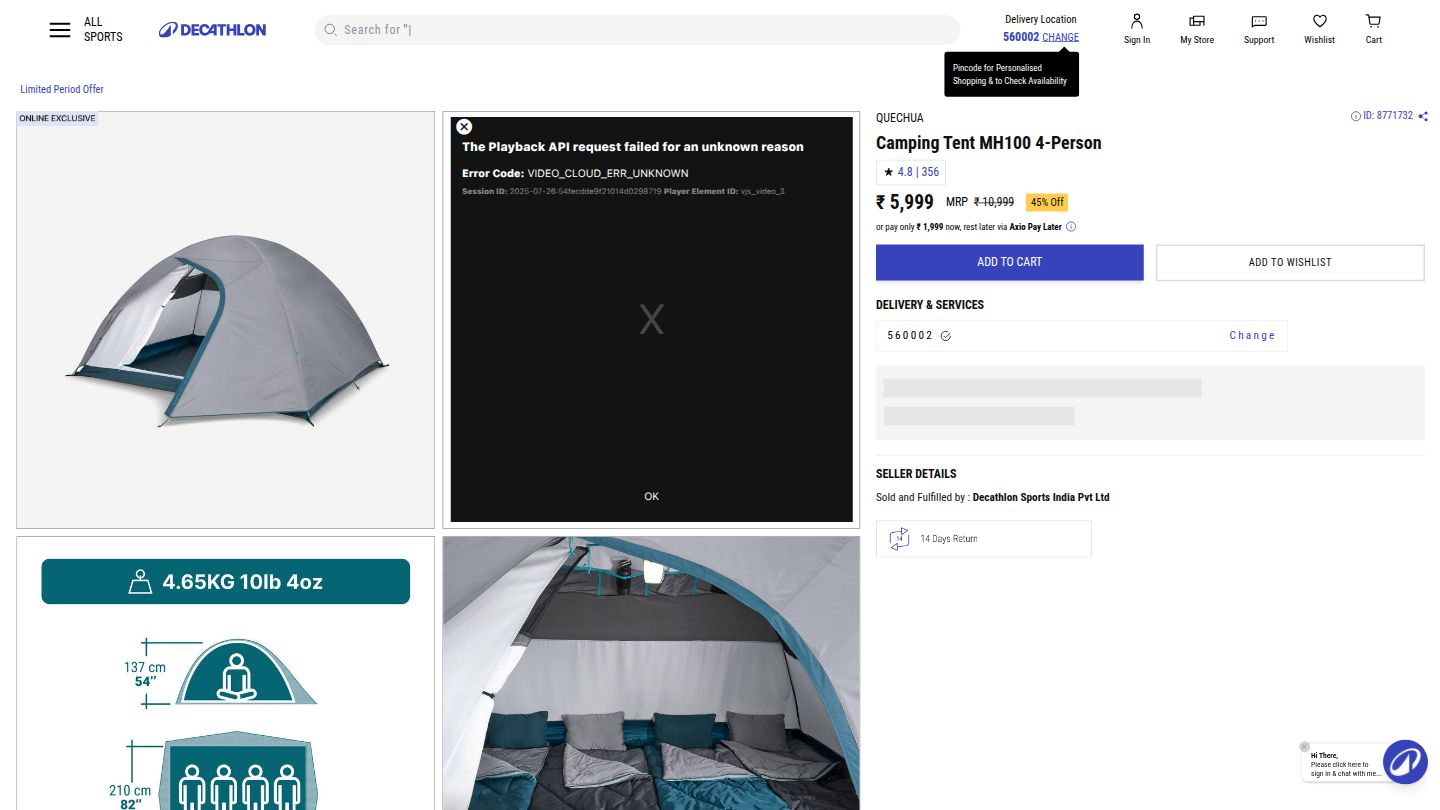 ALL
SPORTS
DECATHLON
Search for "|
Delivery Location
560002 CHANGE
Sign In
My Store
Support
Wishlist
Cart
Pincode for Personalised
Shopping & to Check Availability
Limited Period Offer
ONLINE EXCLUSIVE
The Playback API request failed for an unknown reason
Error Code: VIDEO_CLOUD_ERR_UNKNOWN
Session ID: 2025-07-26:54fecdde9f21014d0298719 Player Element ID: vjs_video_3
X
OK
4.65KG 10lb 4oz
137 cm
54"
210 cm
82"
QUECHUA
ID: 8771732
Camping Tent MH100 4-Person
★ 4.8 | 356
₹ 5,999 MRP ₹ 10,999 45% Off
or pay only ₹ 1,999 now, rest later via Axio Pay Later
ADD TO CART
ADD TO WISHLIST
DELIVERY & SERVICES
560002
Change
SELLER DETAILS
Sold and Fulfilled by : Decathlon Sports India Pvt Ltd
14
14 Days Return
Hi There,
Please click here to
sign in & chat with me...